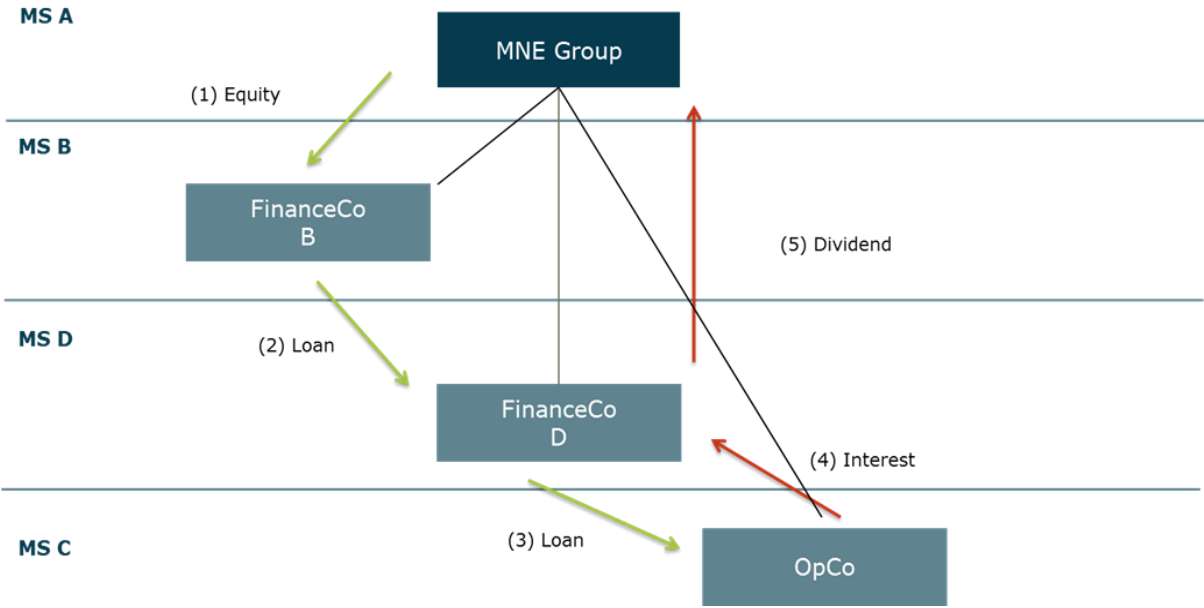 MS A
MNE Group
(1) Equity
MS B
FinanceCo
B
(5) Dividend
MS D
(2) Loan
FinanceCo
D
(4) Interest
(3) Loan
MS C
OpCo